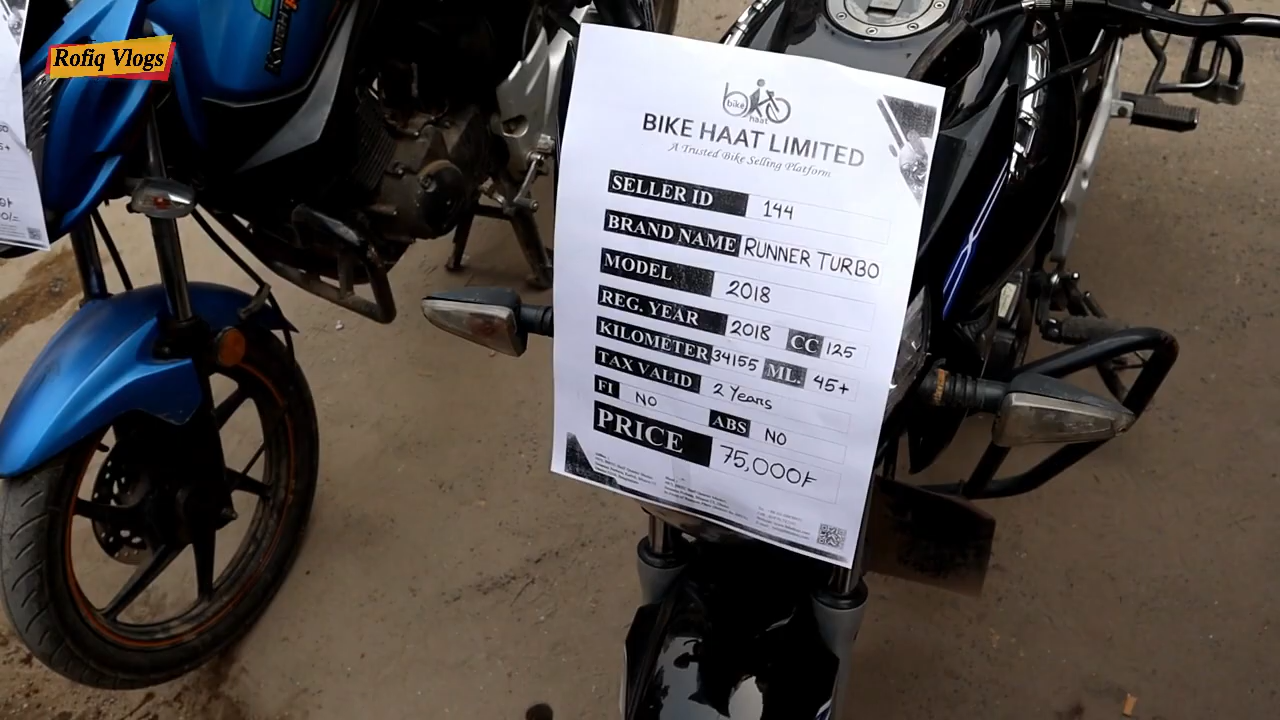 Rofiq Vlogs
bike haat
BIKE HAAT LIMITED
A Trusted Bike Selling Platform
SELLER ID 144
BRAND NAME RUNNER TURBO
MODEL 2018
REG. YEAR 2018 CC 125
KILOMETER 34155 ML. 45+
TAX VALID 2 Years
FI NO ABS NO
PRICE 75,000/-